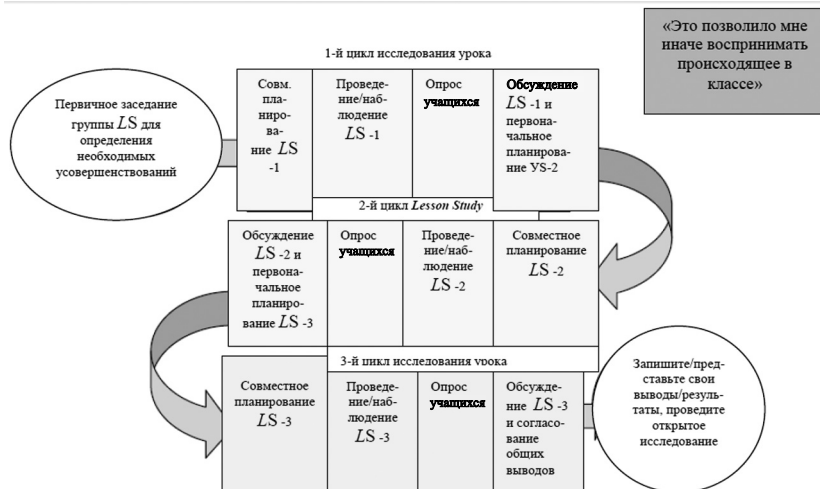 «Это позволило мне
иначе воспринимать
происходящее в
классе»
1-й цикл исследования урока
Первичное заседание
группы LS для
определения
необходимых
усовершенствований
Совм.
пла-
нирo-
ва-
ние LS
-1
Проведе-
ние/наб-
людение
LS -1
Опрос
учащихся
Обсуждение
LS -1 и
первона-
чальное
планирова-
ние УS-2
2-й цикл Lesson Study
Обсуждение
LS -2 и
первона-
чальное
планиро-
вание LS -3
Опрос
учащихся
Проведе-
ние/наб-
людение
LS -2
Совместное
планирование
LS -2
3-й цикл исследования урока
Совместное
планирование
LS -3
Проведе-
ние/наб-
людение
LS -3
Опрос
учащихся
Обсужде-
ние LS -3
и согласо-
вание
общих
выводов
Запишите/пред-
ставьте свои
выводы/резуль-
таты, проведите
открытое
исследование